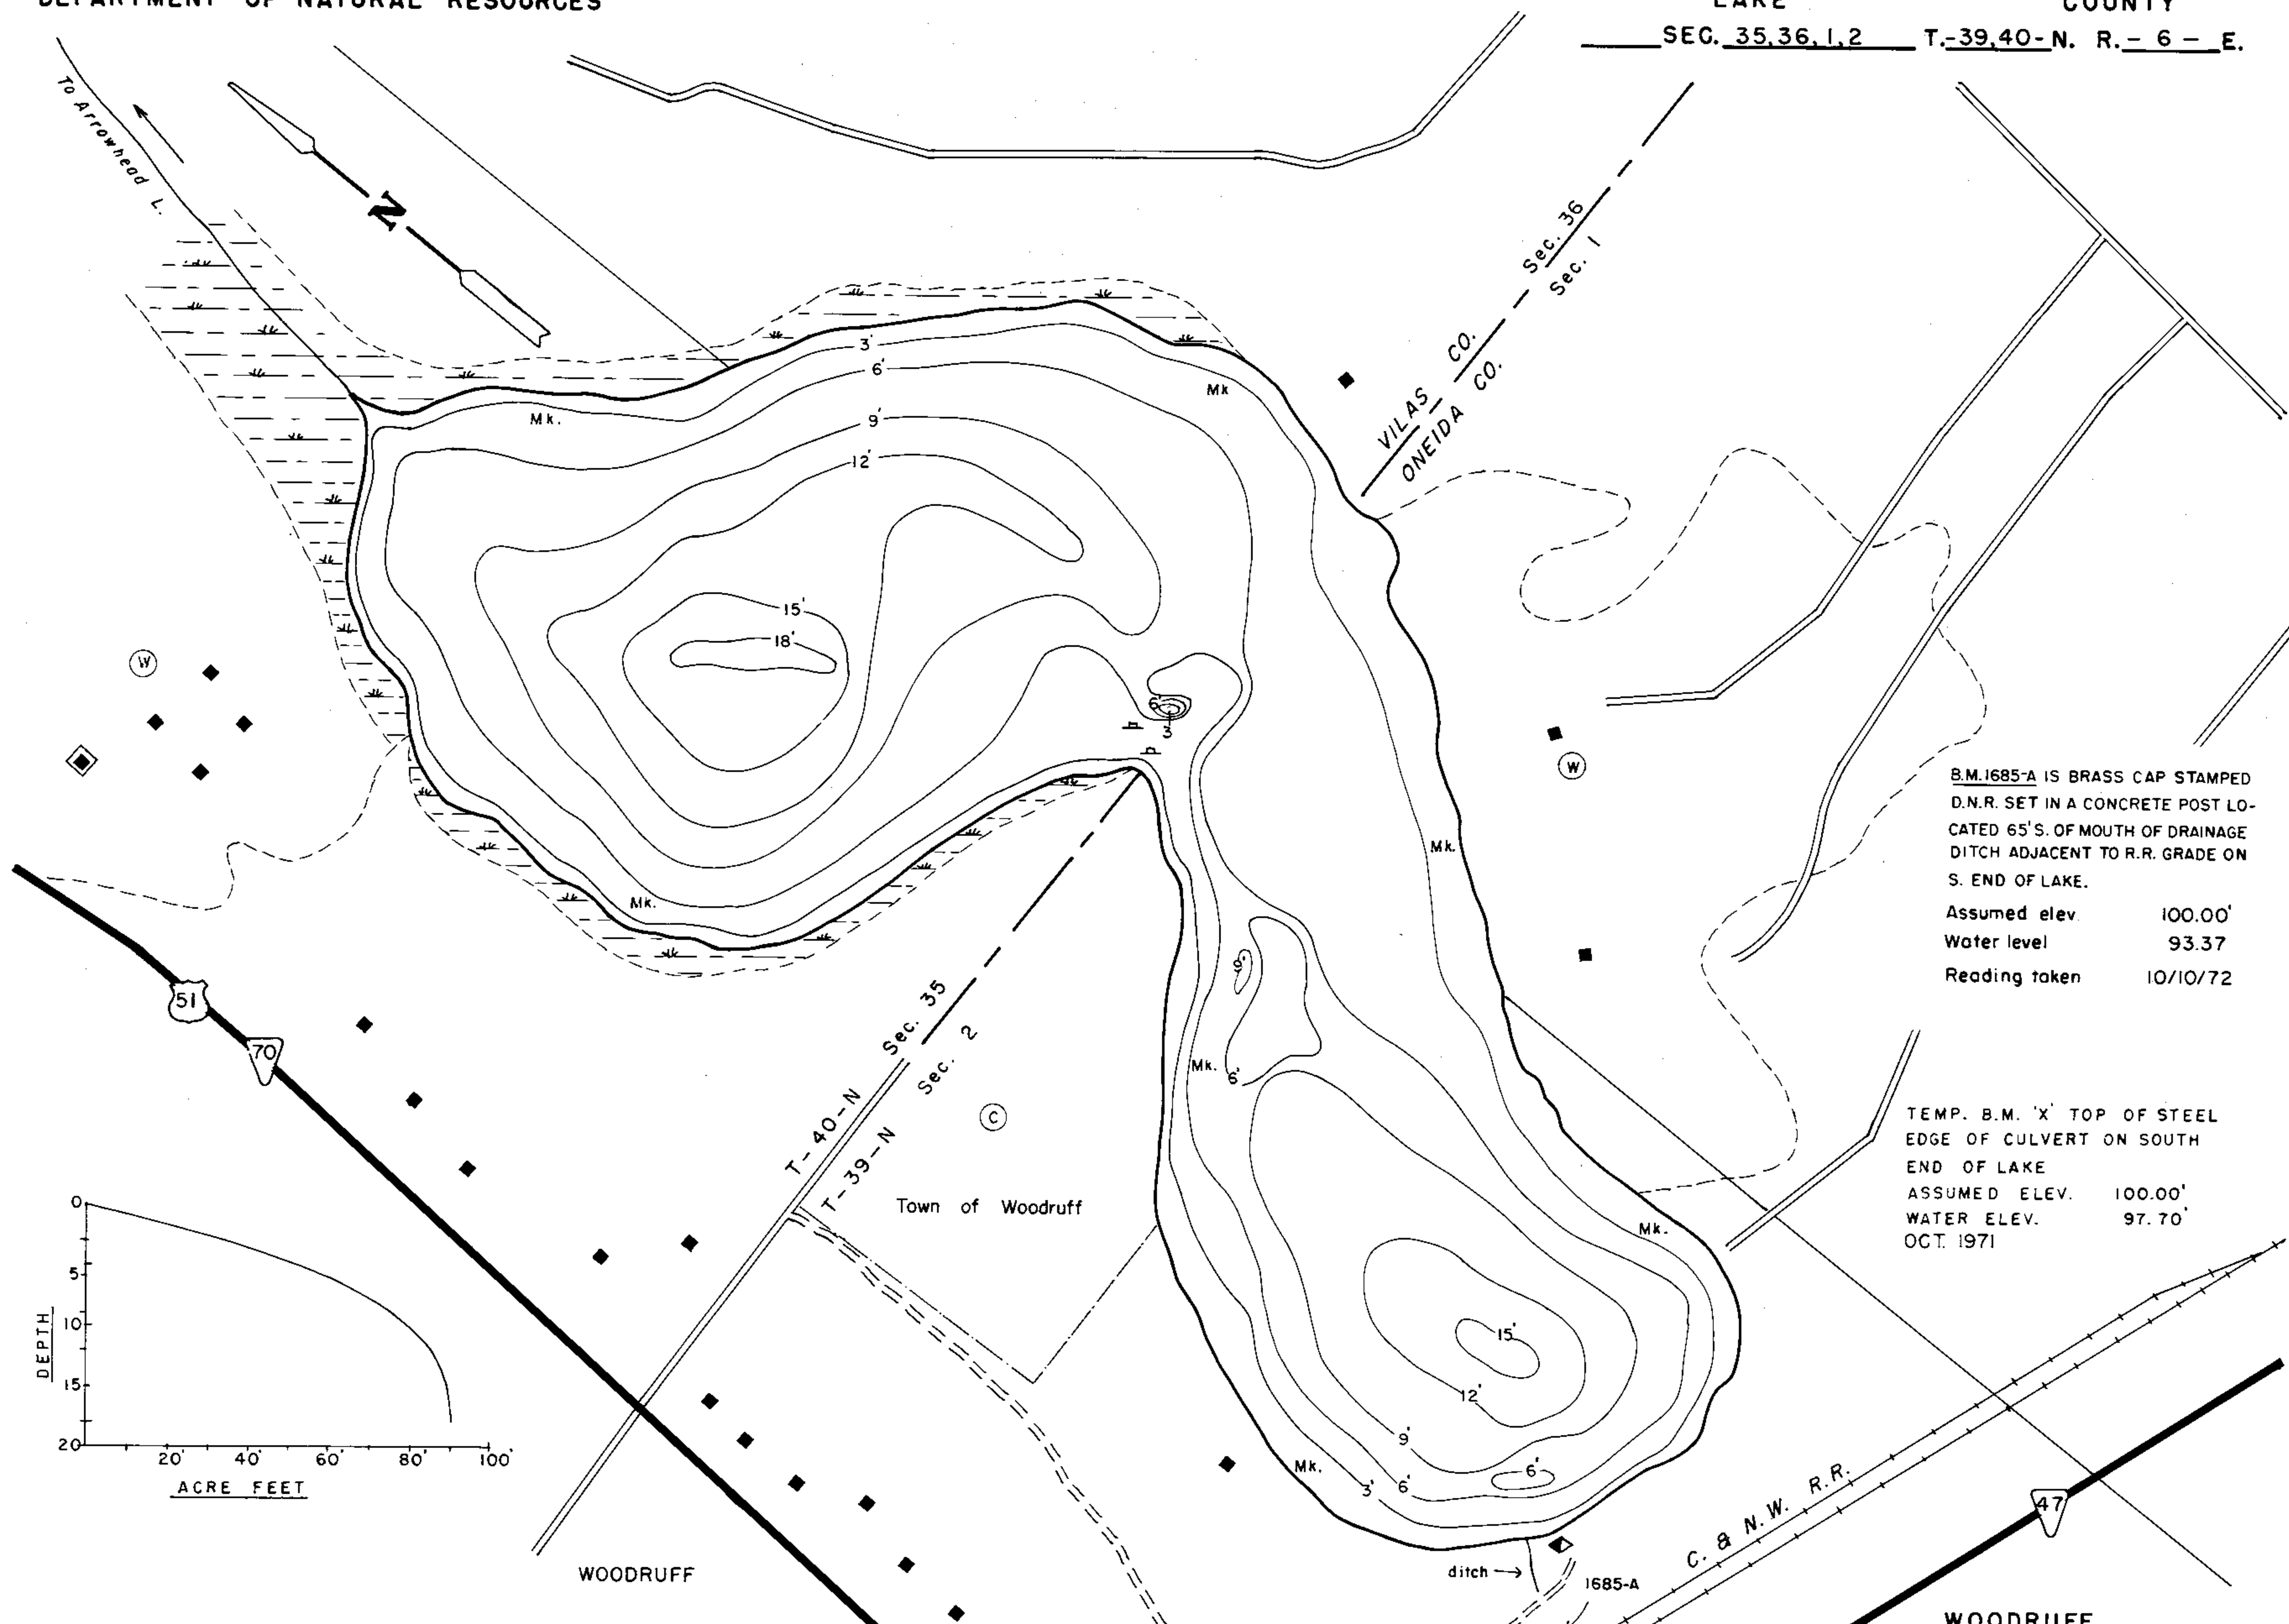 DEPARTMENT OF NATURAL RESOURCES
LAKE COUNTY
SEC. 35,36,1,2 T.-39,40-N. R.-6-E.
To Arrowhead L.
N
Sec. 36
Sec. 1
VILAS CO.
ONEIDA CO.
3'
6'
9'
12'
15'
18'
Mk.
Mk
6'
3
W
W
Mk.
Mk.
B.M.1685-A IS BRASS CAP STAMPED
D.N.R. SET IN A CONCRETE POST LO-
CATED 65'S. OF MOUTH OF DRAINAGE
DITCH ADJACENT TO R.R. GRADE ON
S. END OF LAKE.
Assumed elev. 100.00'
Water level 93.37
Reading taken 10/10/72
51
70
Sec. 35
Sec. 2
T-40-N
T-39-N
C
Town of Woodruff
9'
Mk.
6'
TEMP. B.M. 'X' TOP OF STEEL
EDGE OF CULVERT ON SOUTH
END OF LAKE
ASSUMED ELEV. 100.00'
WATER ELEV. 97.70'
OCT. 1971
Mk.
15'
12'
9'
6'
Mk.
3'
6'
0
5
10
15
20
DEPTH
20' 40' 60' 80' 100'
ACRE FEET
WOODRUFF
ditch
1685-A
C. & N.W. R.R.
47
WOODRUFF